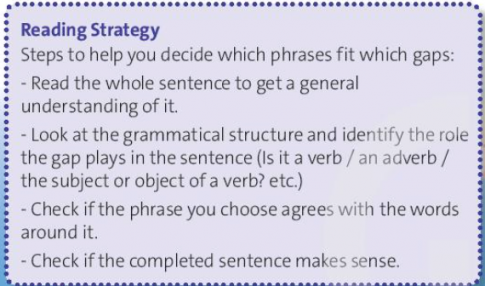 Reading Strategy
Steps to help you decide which phrases fit which gaps:
- Read the whole sentence to get a general
understanding of it.
- Look at the grammatical structure and identify the role
the gap plays in the sentence (Is it a verb / an adverb /
the subject or object of a verb? etc.)
- Check if the phrase you choose agrees with the words
around it.
- Check if the completed sentence makes sense.